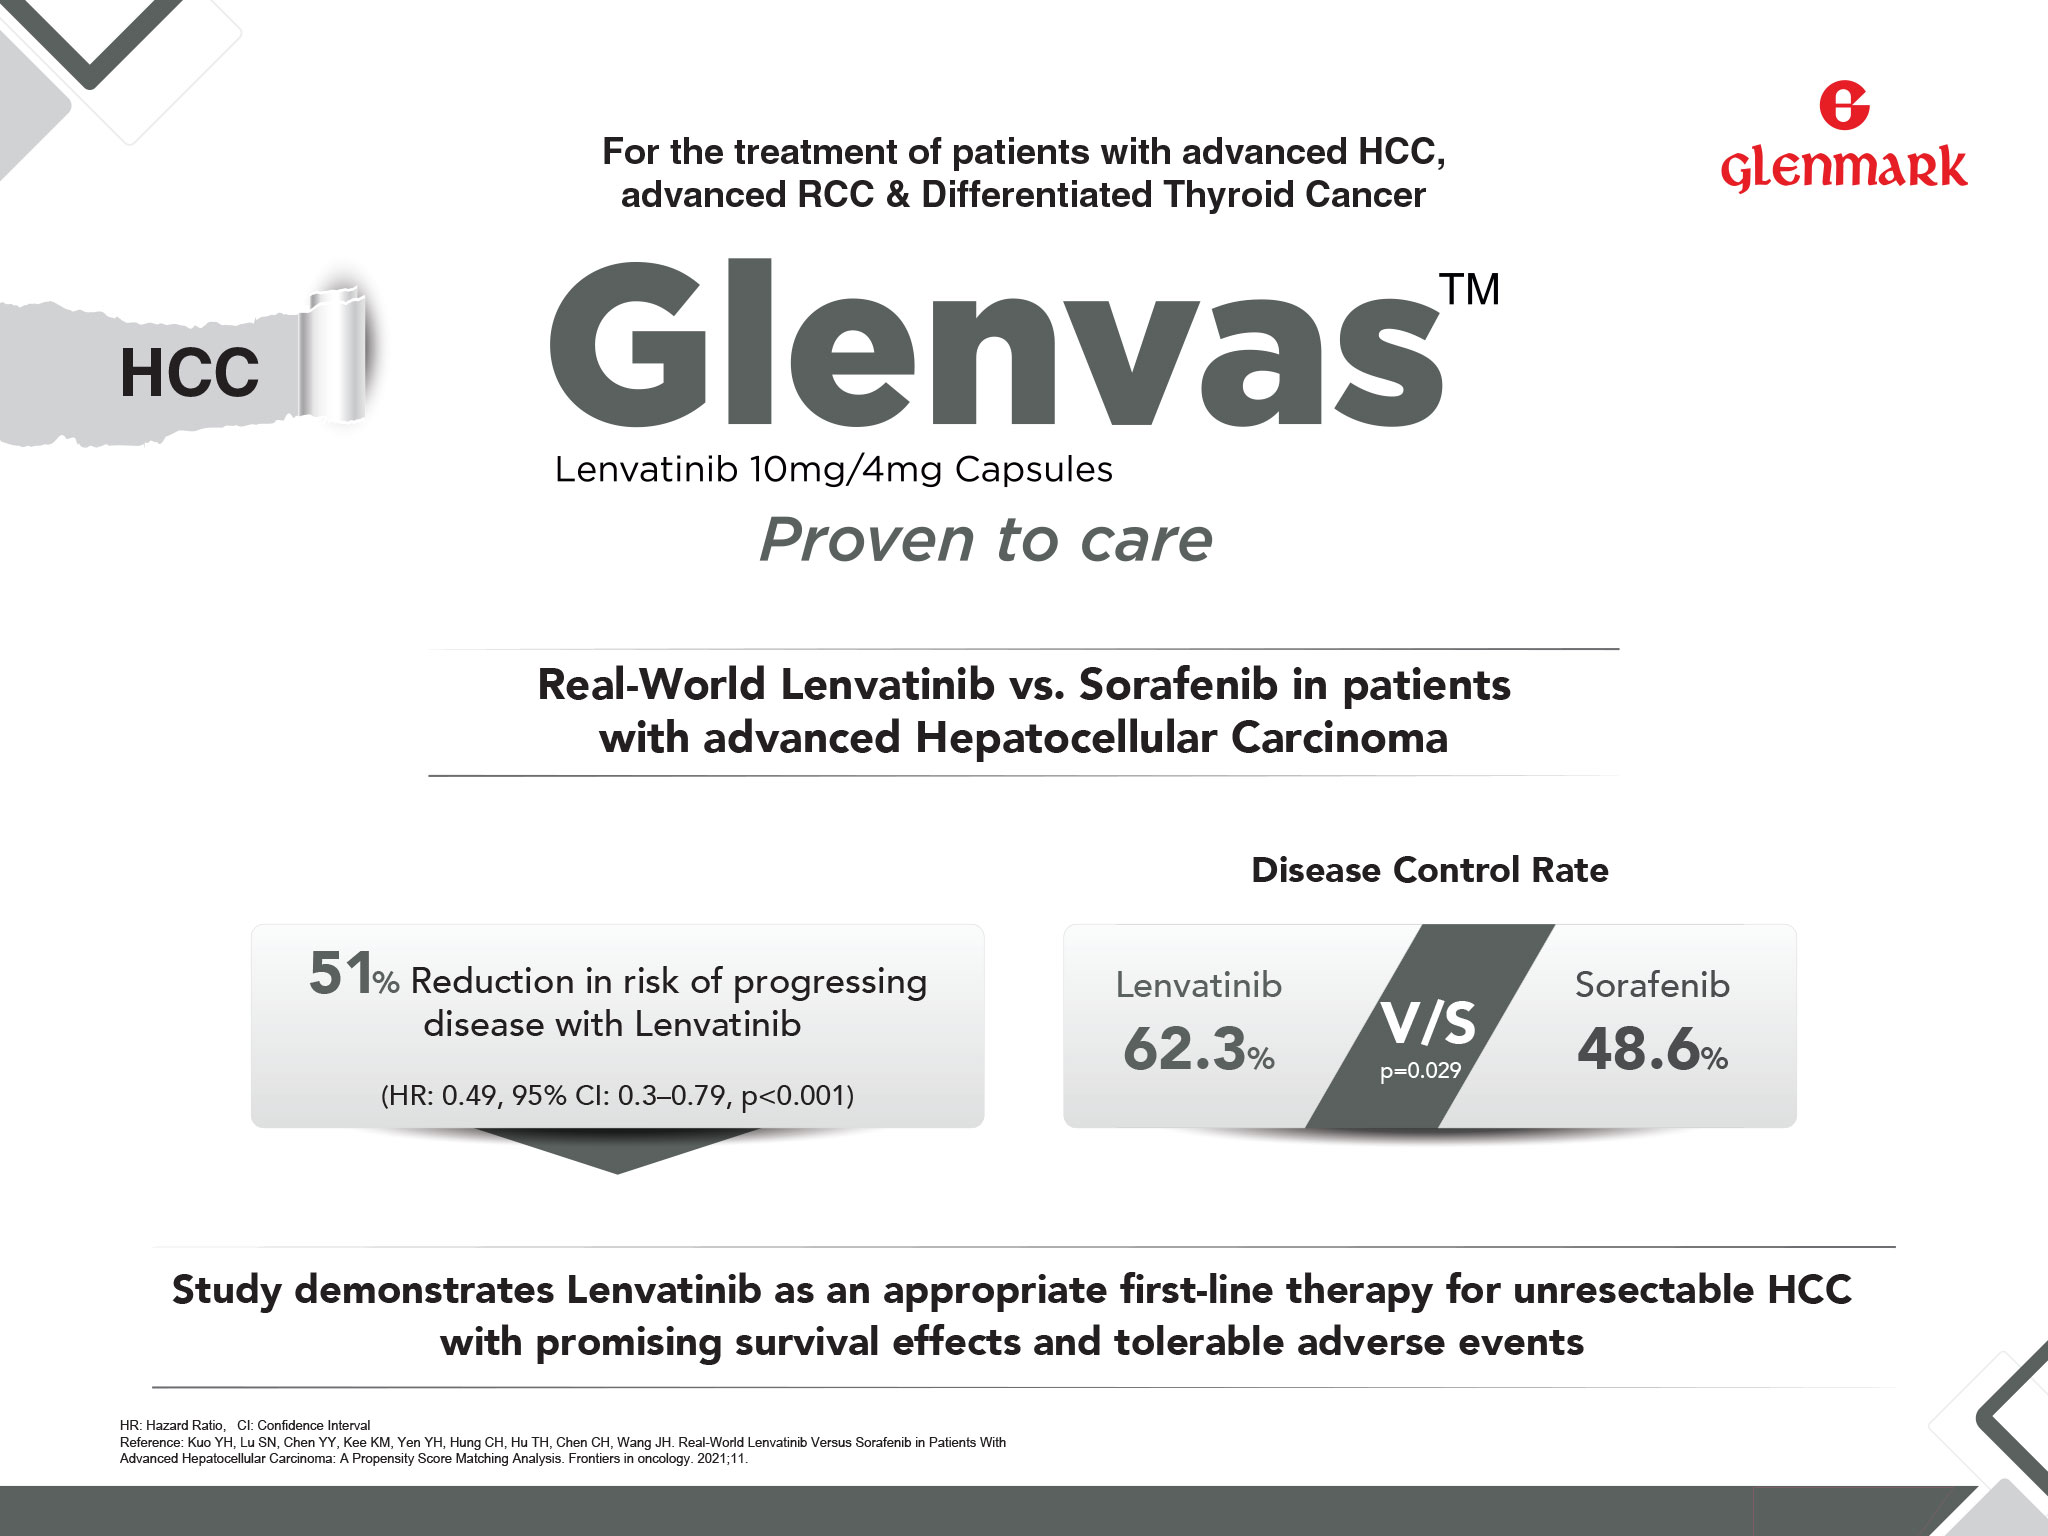 glenmark
For the treatment of patients with advanced HCC,
advanced RCC & Differentiated Thyroid Cancer
HCC
Glenvas™
Lenvatinib 10mg/4mg Capsules
Proven to care
Real-World Lenvatinib vs. Sorafenib in patients
with advanced Hepatocellular Carcinoma
51% Reduction in risk of progressing
disease with Lenvatinib
(HR: 0.49, 95% CI: 0.3–0.79, p<0.001)
Disease Control Rate
Lenvatinib
62.3%
V/S
p=0.029
Sorafenib
48.6%
Study demonstrates Lenvatinib as an appropriate first-line therapy for unresectable HCC
with promising survival effects and tolerable adverse events
HR: Hazard Ratio, CI: Confidence Interval
Reference: Kuo YH, Lu SN, Chen YY, Kee KM, Yen YH, Hung CH, Hu TH, Chen CH, Wang JH. Real-World Lenvatinib Versus Sorafenib in Patients With
Advanced Hepatocellular Carcinoma: A Propensity Score Matching Analysis. Frontiers in oncology. 2021;11.